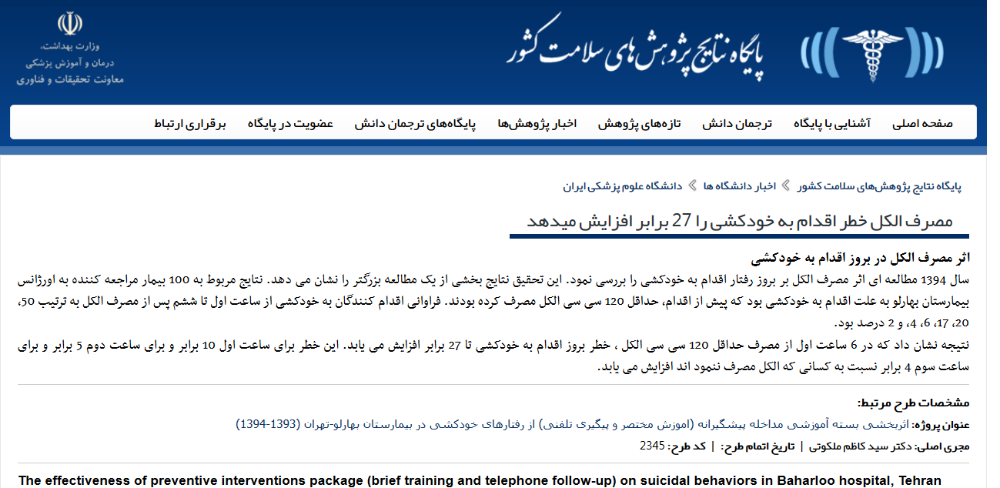 وزارت بهداشت،
درمان و آموزش پزشکی
معاونت تحقیقات و فناوری
پایگاه نتایج پژوهش های سلامت کشور
صفحه اصلی آشنایی با پایگاه ترجمان دانش تازه‌های پژوهش اخبار پژوهش‌ها پایگاه‌های ترجمان دانش عضویت در پایگاه برقراری ارتباط
پایگاه نتایج پژوهش‌های سلامت کشور » اخبار دانشگاه ها » دانشگاه علوم پزشکی ایران
مصرف الکل خطر اقدام به خودکشی را 27 برابر افزایش میدهد
اثر مصرف الکل در بروز اقدام به خودکشی
سال 1394 مطالعه ای اثر مصرف الکل بر بروز رفتار اقدام به خودکشی را بررسی نمود. این تحقیق نتایج بخشی از یک مطالعه بزرگتر را نشان می دهد. نتایج مربوط به 100 بیمار مراجعه کننده به اورژانس
بیمارستان بهارلو به علت اقدام به خودکشی بود که پیش از اقدام، حداقل 120 سی سی الکل مصرف کرده بودند. فراوانی اقدام کنندگان به خودکشی از ساعت اول تا ششم پس از مصرف الکل به ترتیب 50،
20، 17، 6، 4، و 2 درصد بود.
نتیجه نشان داد که در 6 ساعت اول از مصرف حداقل 120 سی سی الکل ، خطر بروز اقدام به خودکشی تا 27 برابر افزایش می یابد. این خطر برای ساعت اول 10 برابر و برای ساعت دوم 5 برابر و برای
ساعت سوم 4 برابر نسبت به کسانی که الکل مصرف ننمود اند افزایش می یابد.
مشخصات طرح مرتبط:
عنوان پروژه: اثربخشی بسته آموزشی مداخله پیشگیرانه (اموزش مختصر و پیگیری تلفنی) از رفتارهای خودکشی در بیمارستان بهارلو-تهران (1393-1394)
مجری اصلی: دکتر سید کاظم ملکوتی | تاریخ اتمام طرح: | کد طرح: 2345
The effectiveness of preventive interventions package (brief training and telephone follow-up) on suicidal behaviors in Baharloo hospital, Tehran